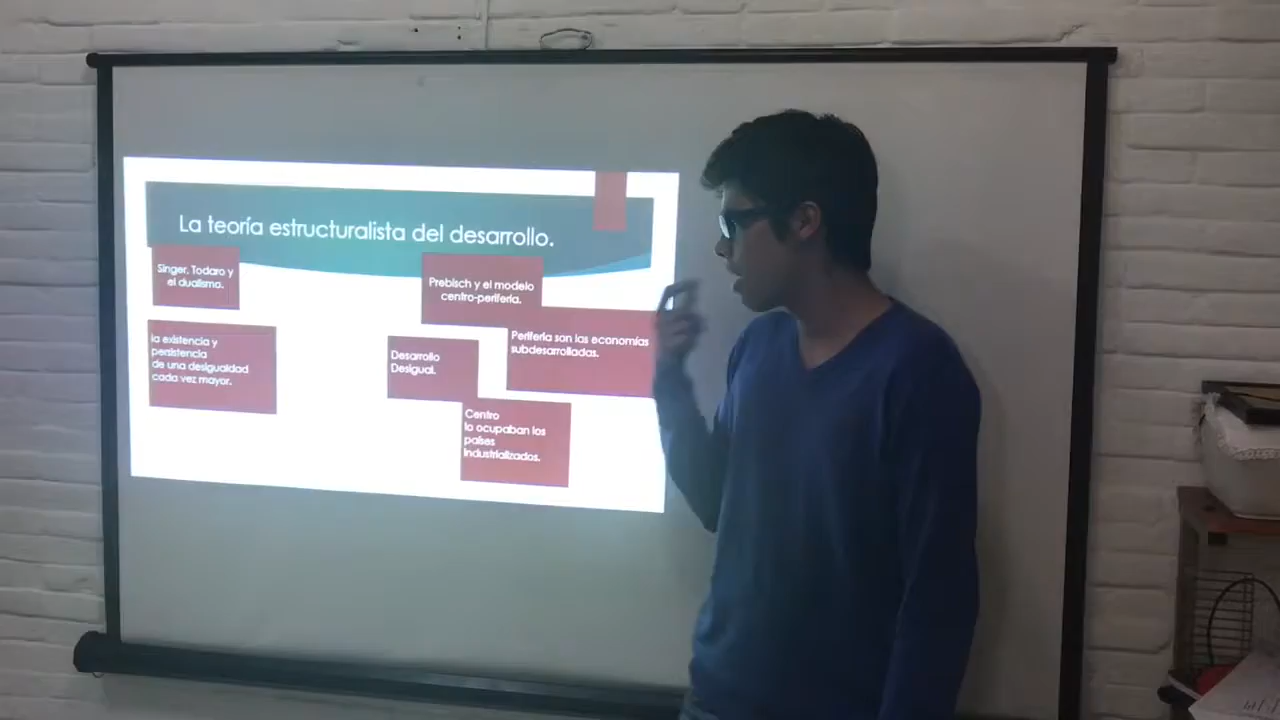 La teoría estructuralista del desarrollo.
Singer, Todaro y
el dualismo.
Prebisch y el modelo
centro-periferia.
la existencia y
persistencia
de una desigualdad
cada vez mayor.
Desarrollo
Desigual.
Periferia son las economías
subdesarrolladas.
Centro
lo ocupaban los
países
industrializados.